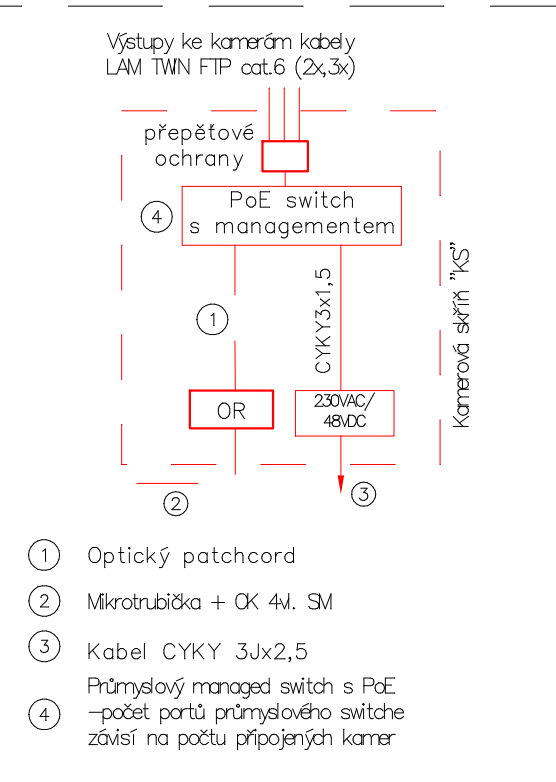 Výstupy ke kamerám kabely
LAM TWIN FTP cat.6 (2x,3x)
přepěťové
ochrany
PoE switch
s managementem
4
1
CYKY3x1,5
Kamerová skříň "KS"
OR
230VAC/
48VDC
2
3
1 Optický patchcord
2 Mikrotrubička + OK 4vl. SM
3 Kabel CYKY 3Jx2,5
Průmyslový managed switch s PoE
4 –počet portů průmyslového switche
závisí na počtu připojených kamer